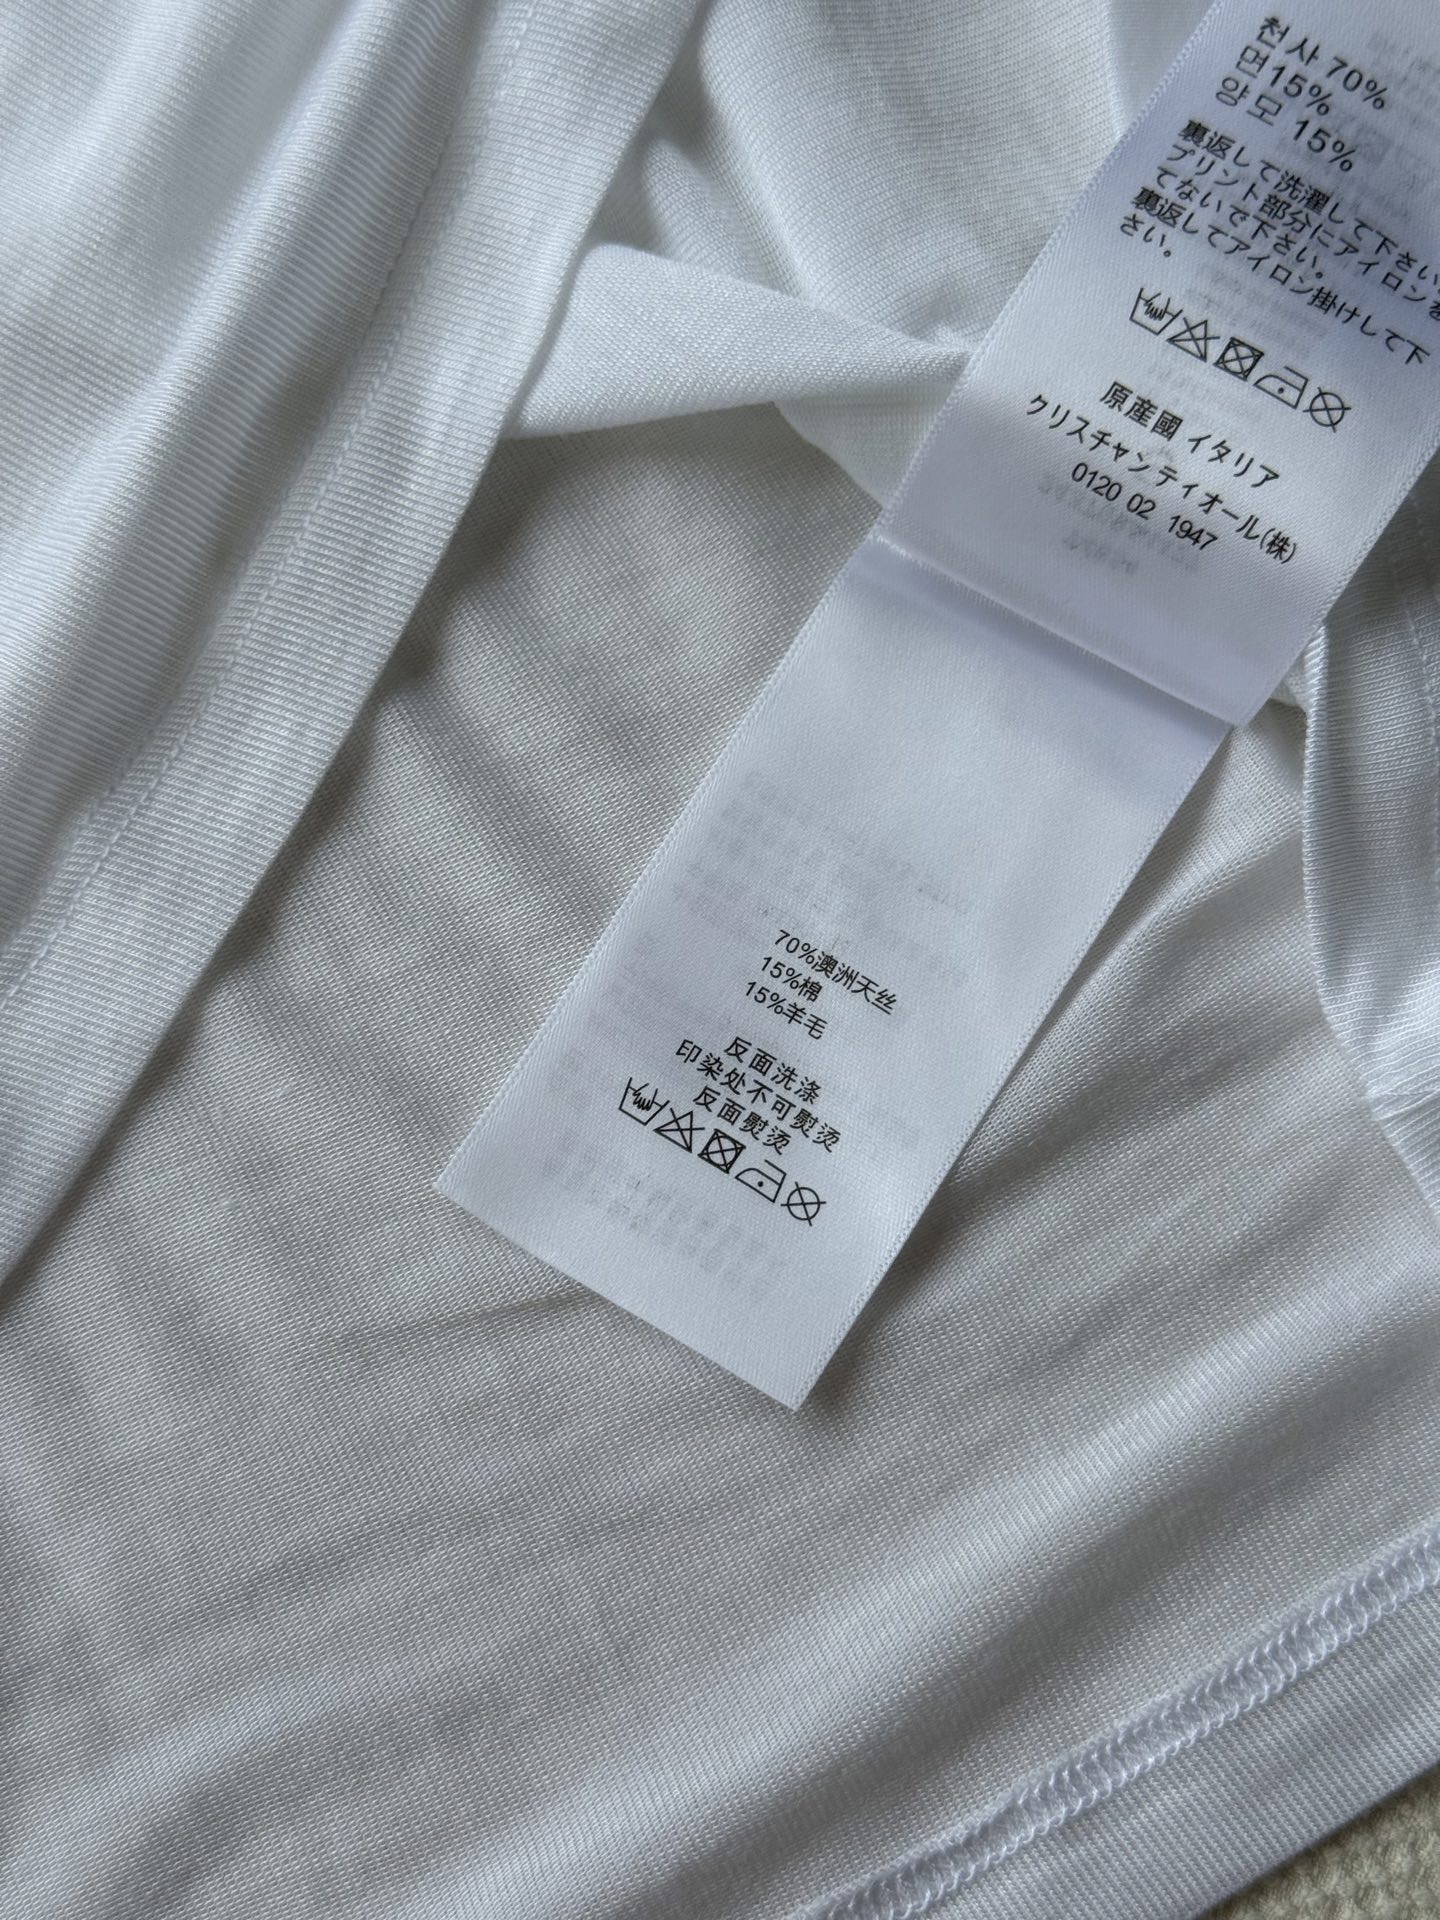 천사 70%
면15%
양모 15%
裏返して洗濯して下さい。
プリント部分にアイロンを
てないで下さい。
裏返してアイロン掛けして下
さい。
原産國 イタリア
クリスチャンディオール(株)
0120 02 1947
70%澳洲天丝
15%棉
15%羊毛
反面洗涤
印染处不可熨烫
反面熨烫